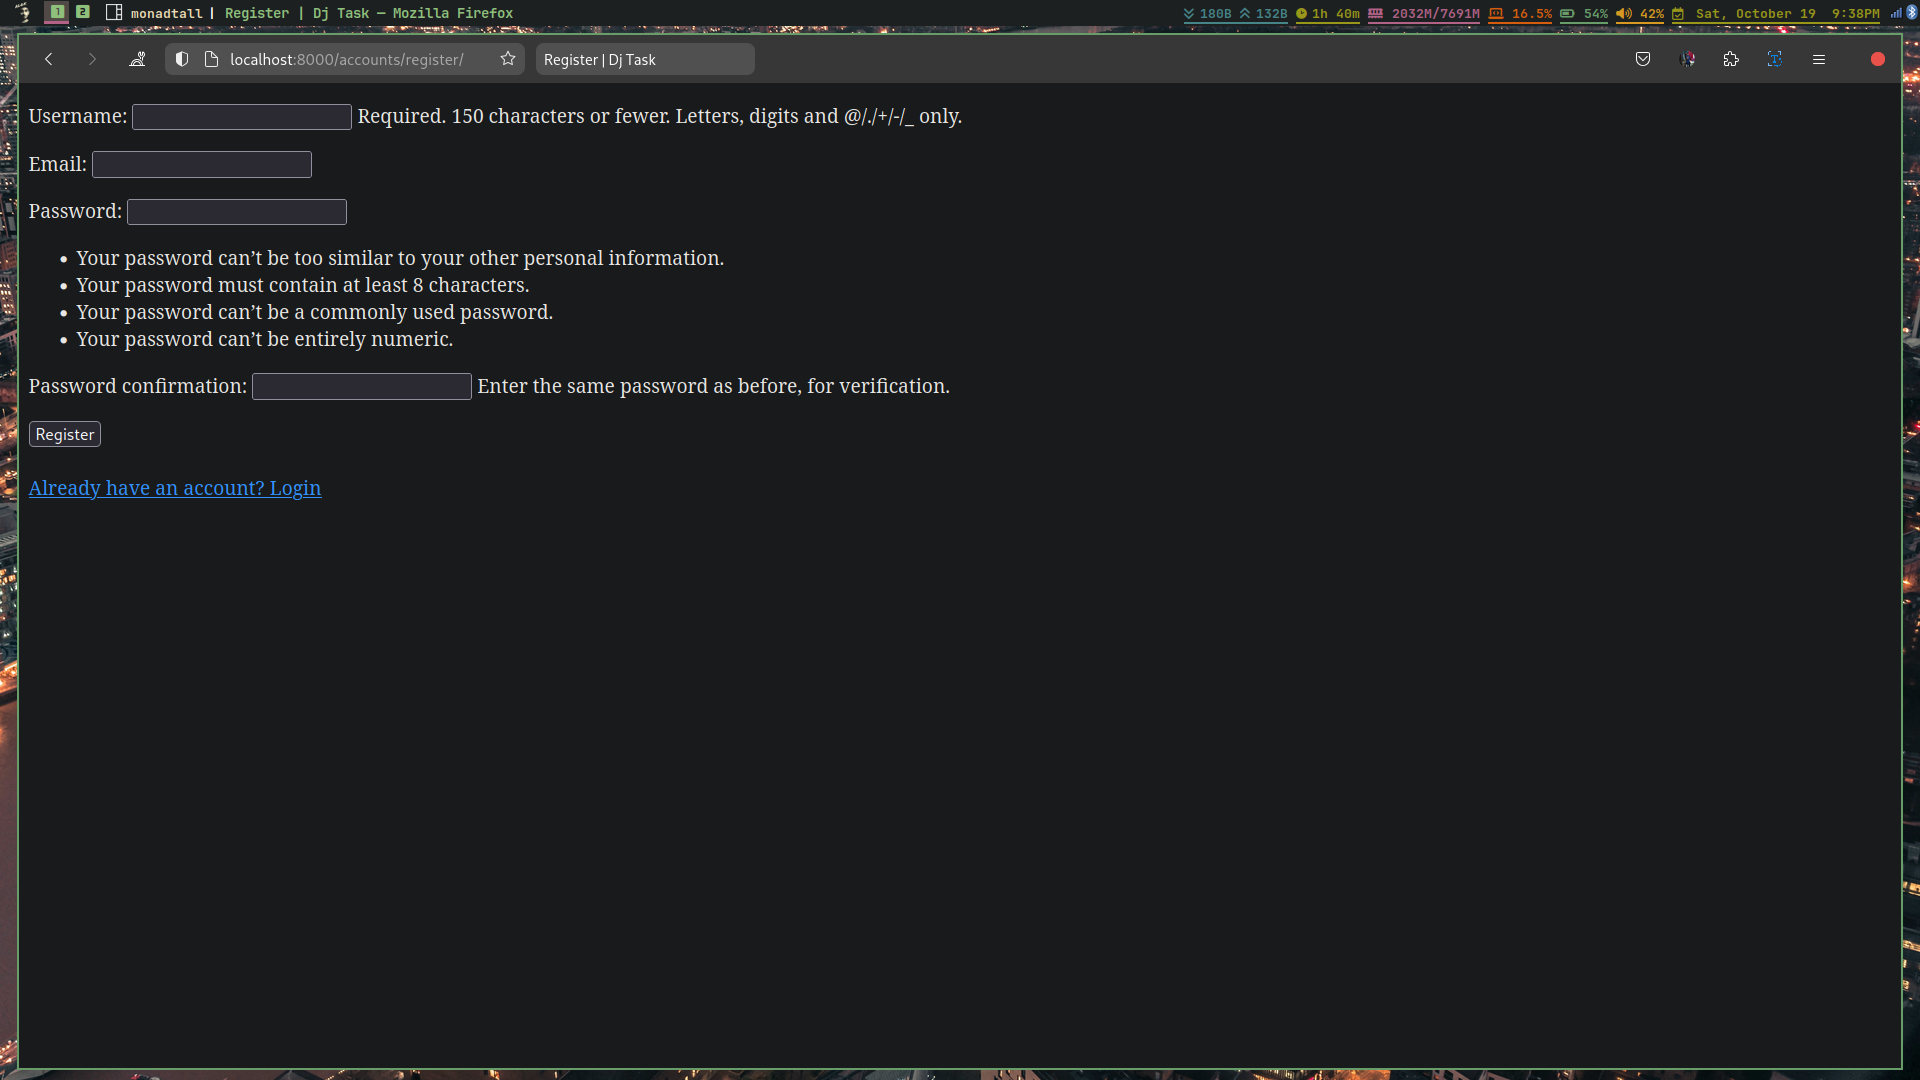 1 2 monadtall | Register | Dj Task — Mozilla Firefox 180B 132B 1h 40m 2032M/7691M 16.5% 54% 42% Sat, October 19 9:38PM
localhost:8000/accounts/register/ Register | Dj Task
Username: Required. 150 characters or fewer. Letters, digits and @/./+/-/_ only.
Email:
Password:
• Your password can’t be too similar to your other personal information.
• Your password must contain at least 8 characters.
• Your password can’t be a commonly used password.
• Your password can’t be entirely numeric.
Password confirmation: Enter the same password as before, for verification.
Register
Already have an account? Login